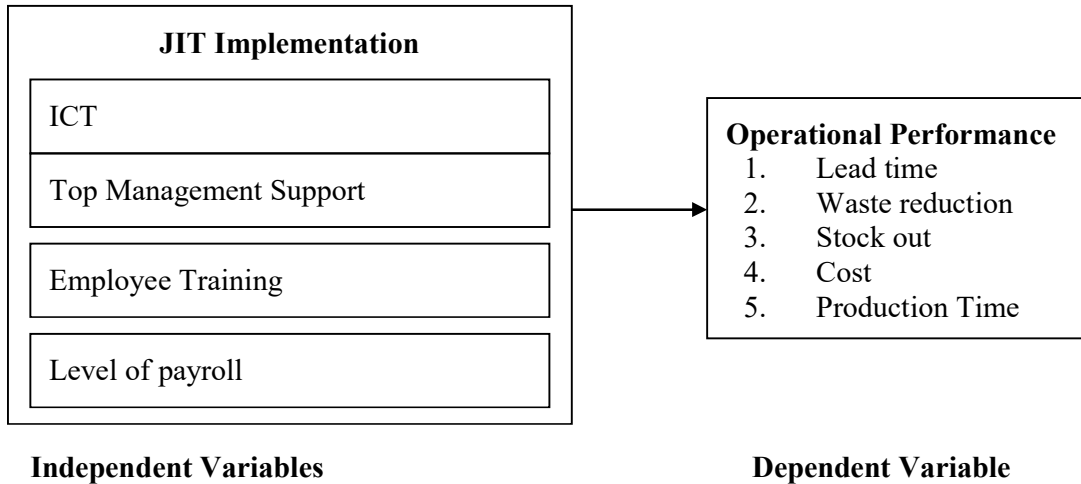 JIT Implementation
ICT
Top Management Support
Employee Training
Level of payroll
Operational Performance
1. Lead time
2. Waste reduction
3. Stock out
4. Cost
5. Production Time
Independent Variables
Dependent Variable